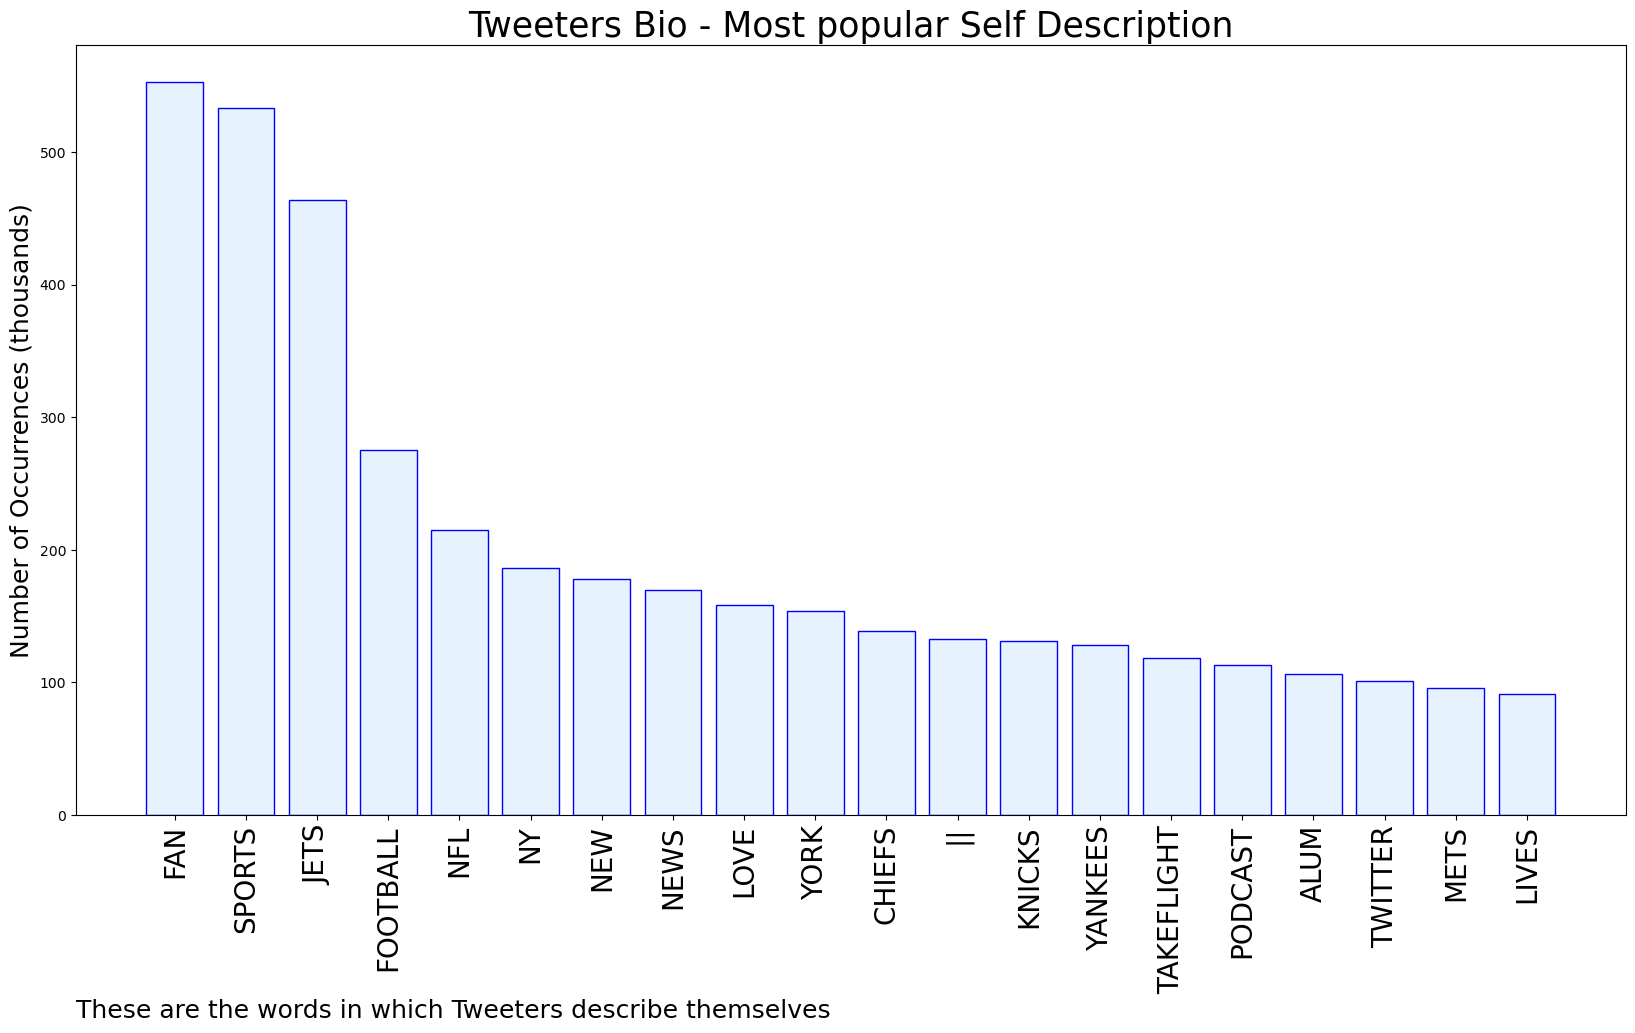 Tweeters Bio - Most popular Self Description
Number of Occurrences (thousands)
500
400
300
200
100
0
FAN
SPORTS
JETS
FOOTBALL
NFL
NY
NEW
NEWS
LOVE
YORK
CHIEFS
||
KNICKS
YANKEES
TAKEFLIGHT
PODCAST
ALUM
TWITTER
METS
LIVES
These are the words in which Tweeters describe themselves